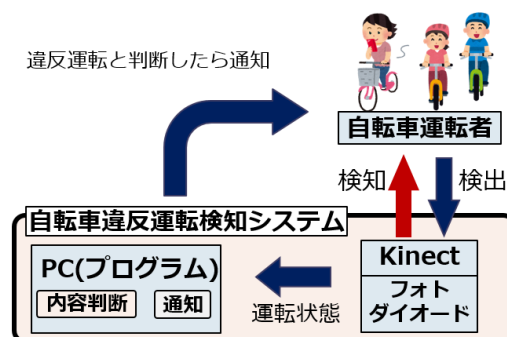 違反運転と判断したら通知
自転車運転者
検知
検出
自転車違反運転検知システム
PC(プログラム)
内容判断
通知
運転状態
Kinect
フォト
ダイオード